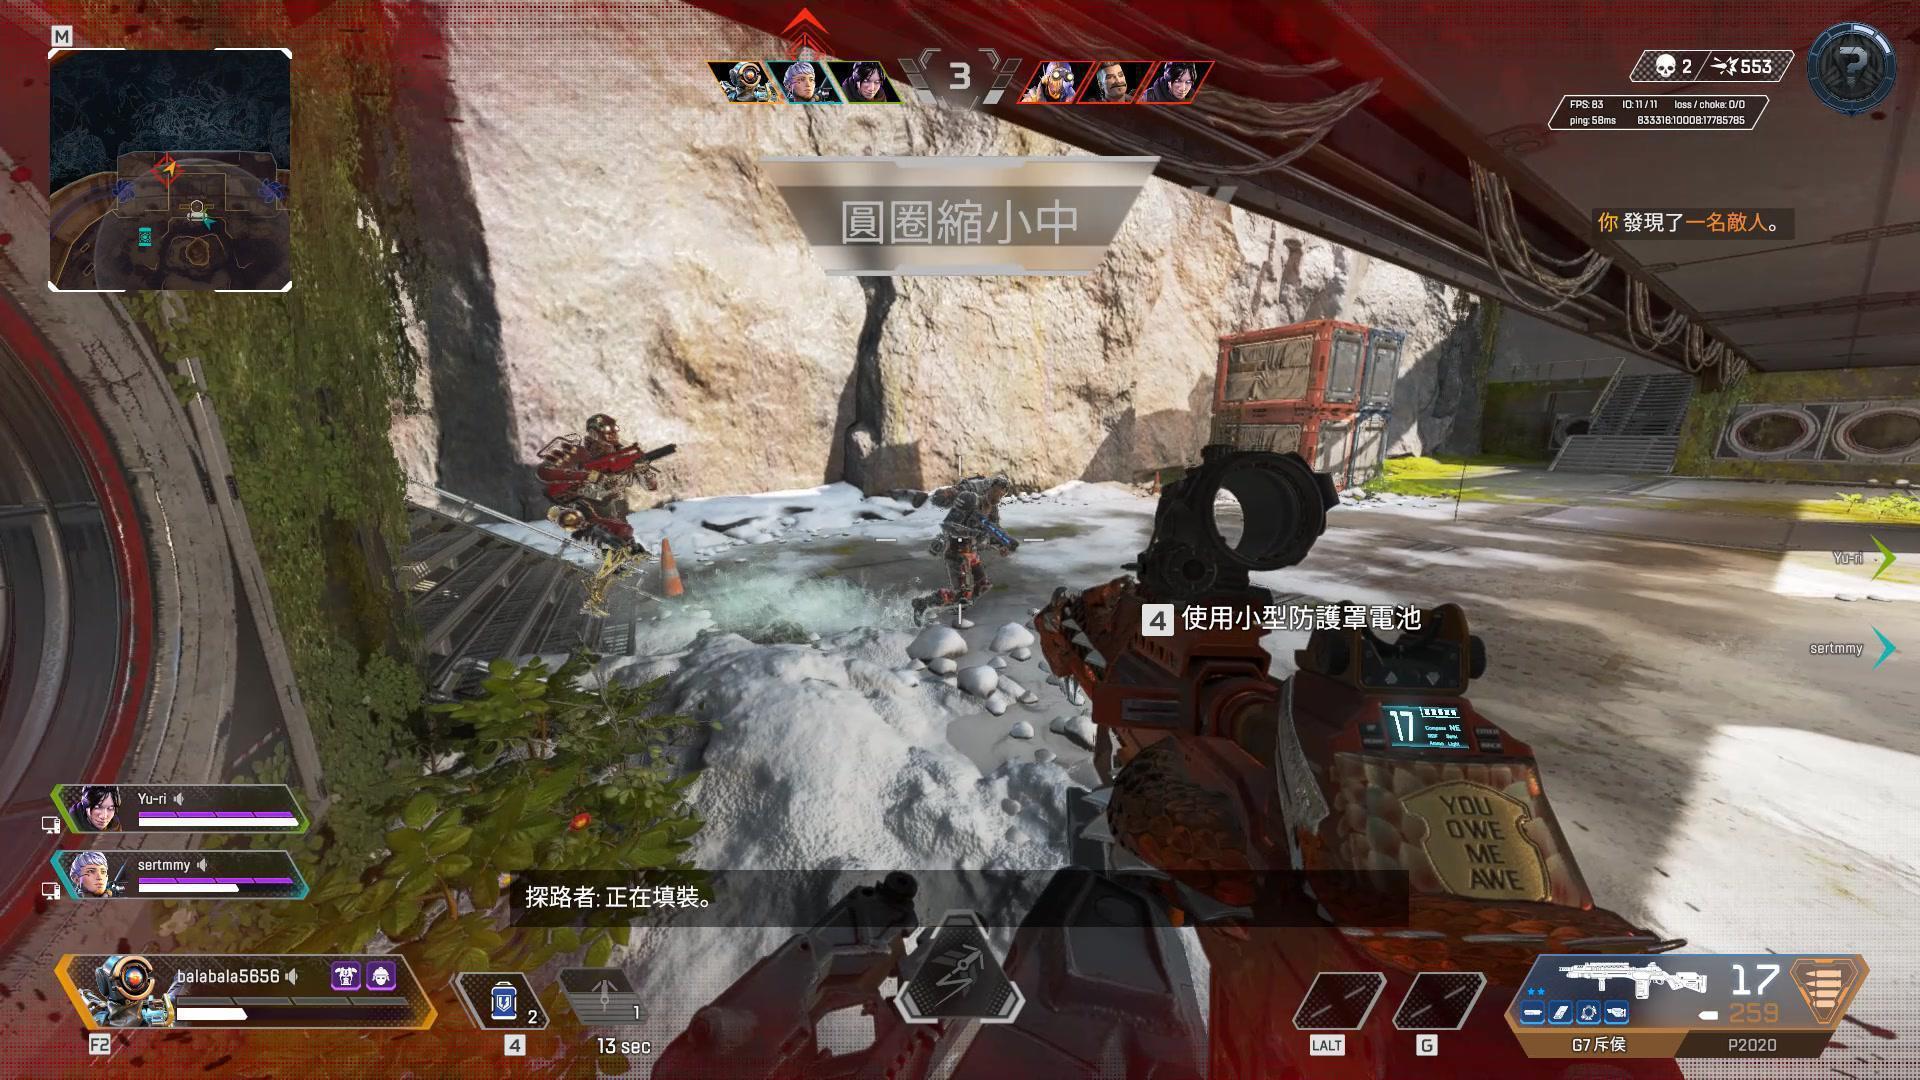 M
3
2
553
FPS: 83 IO: 11 / 11 loss / choke: 0/0
ping: 58ms 833316:10008:17785785
圓圈縮小中
你 發現了一名敵人。
Yu-ri
4 使用小型防護罩電池
sertmmy
17
YOU
OWE
ME
AWE
Yu-ri
sertmmy
探路者: 正在填裝。
balabala5656
F2
2
4
1
13 sec
LALT
G
17
259
G7 斥侯
P2020